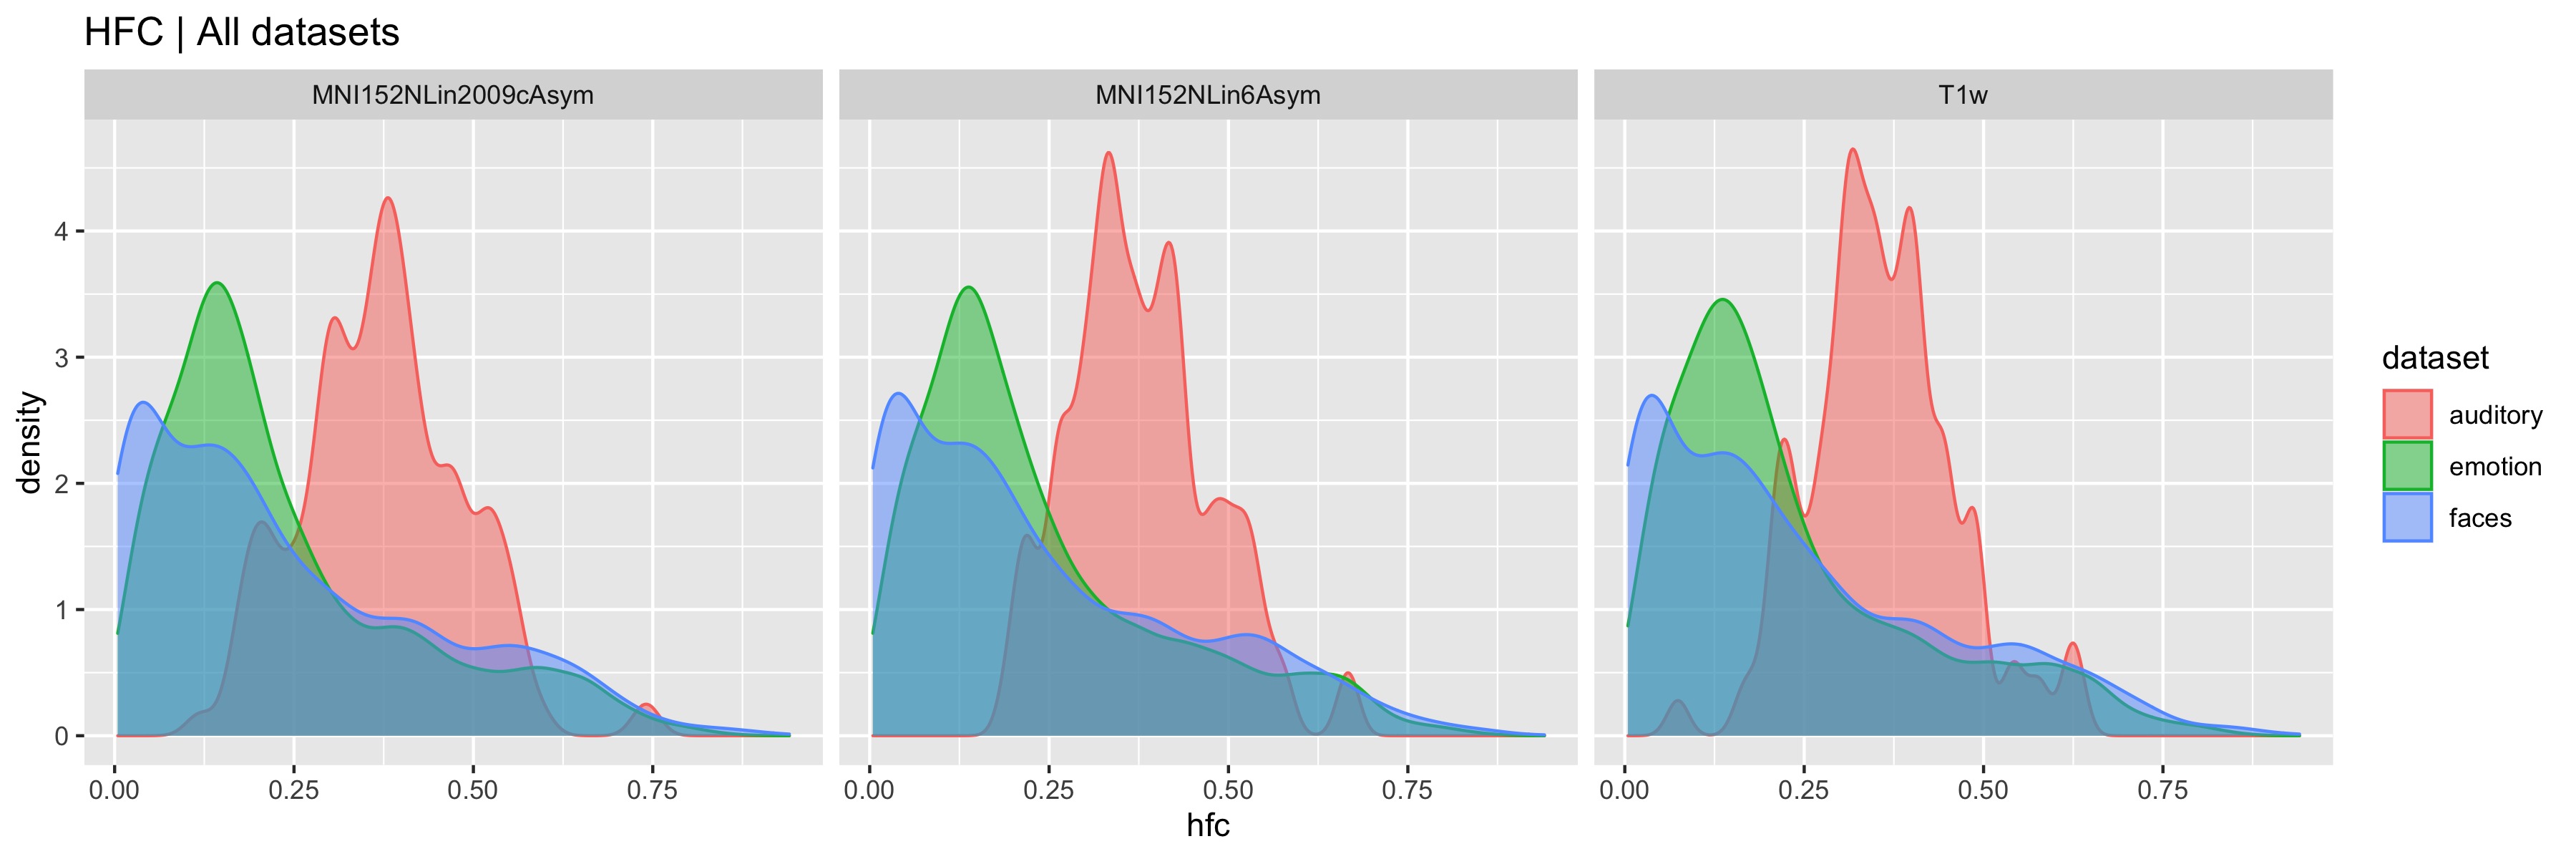 HFC | All datasets
MNI152NLin2009cAsym
MNI152NLin6Asym
T1w
density
4
3
2
1
0
0.00 0.25 0.50 0.75
0.00 0.25 0.50 0.75
0.00 0.25 0.50 0.75
hfc
dataset
auditory
emotion
faces